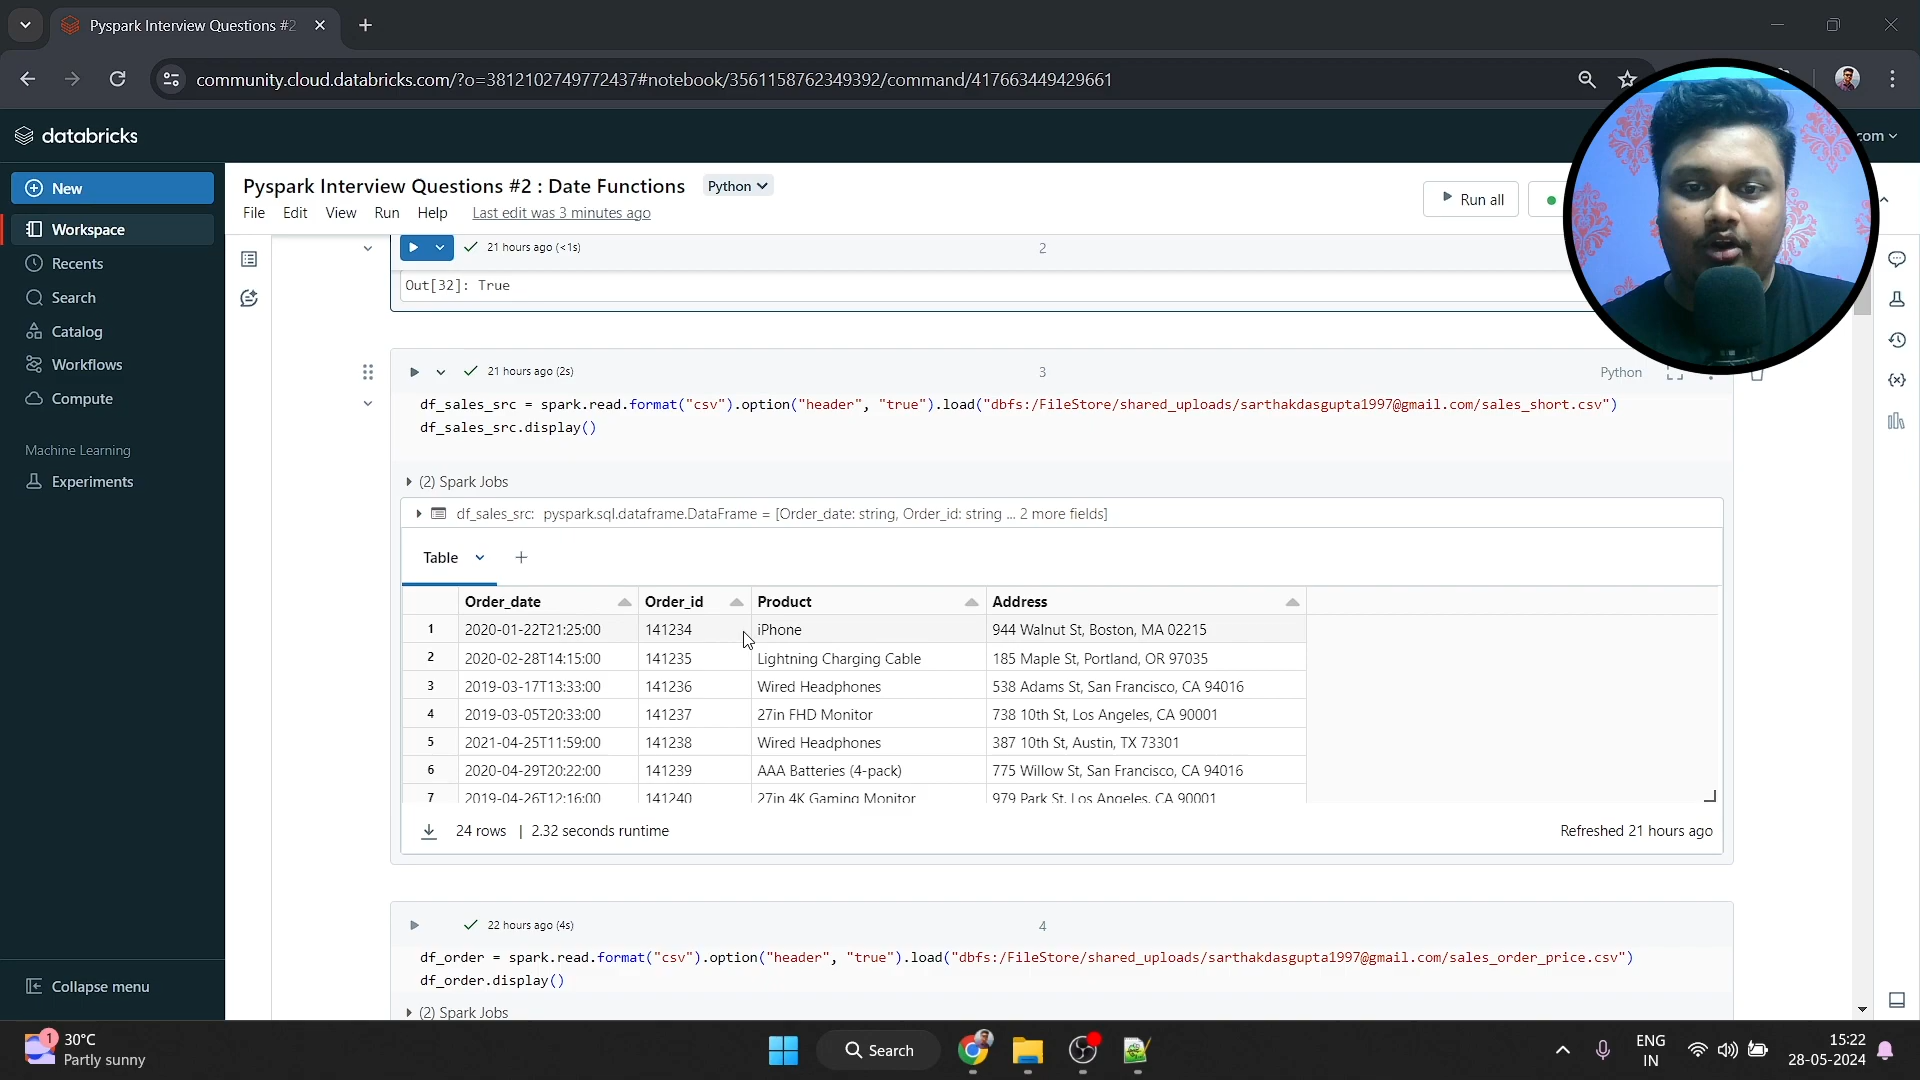 Pyspark Interview Questions #2
community.cloud.databricks.com/?o=3812102749772437#notebook/3561158762349392/command/417663449429661
databricks
.com
New
Workspace
Recents
Search
Catalog
Workflows
Compute
Machine Learning
Experiments
Collapse menu
Pyspark Interview Questions #2 : Date Functions Python
File Edit View Run Help Last edit was 3 minutes ago
Run all
21 hours ago (<1s) 2
Out[32]: True
21 hours ago (2s) 3 Python
df_sales_src = spark.read.format("csv").option("header", "true").load("dbfs:/FileStore/shared_uploads/sarthakdasgupta1997@gmail.com/sales_short.csv")
df_sales_src.display()
(2) Spark Jobs
df_sales_src: pyspark.sql.dataframe.DataFrame = [Order_date: string, Order_id: string ... 2 more fields]
Table +
Order_date Order_id Product Address
1 2020-01-22T21:25:00 141234 iPhone 944 Walnut St, Boston, MA 02215
2 2020-02-28T14:15:00 141235 Lightning Charging Cable 185 Maple St, Portland, OR 97035
3 2019-03-17T13:33:00 141236 Wired Headphones 538 Adams St, San Francisco, CA 94016
4 2019-03-05T20:33:00 141237 27in FHD Monitor 738 10th St, Los Angeles, CA 90001
5 2021-04-25T11:59:00 141238 Wired Headphones 387 10th St, Austin, TX 73301
6 2020-04-29T20:22:00 141239 AAA Batteries (4-pack) 775 Willow St, San Francisco, CA 94016
7 2019-04-26T12:16:00 141240 27in 4K Gaming Monitor 979 Park St, Los Angeles, CA 90001
24 rows | 2.32 seconds runtime Refreshed 21 hours ago
22 hours ago (4s) 4
df_order = spark.read.format("csv").option("header", "true").load("dbfs:/FileStore/shared_uploads/sarthakdasgupta1997@gmail.com/sales_order_price.csv")
df_order.display()
(2) Spark Jobs
1
30°C
Partly sunny
Search
ENG
IN
15:22
28-05-2024